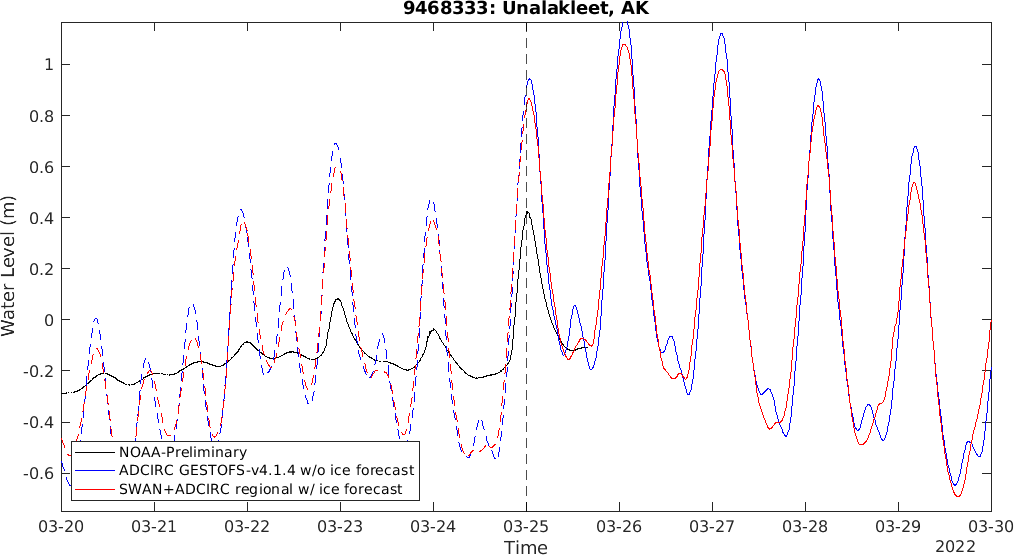 9468333: Unalakleet, AK
Water Level (m)
1
0.8
0.6
0.4
0.2
0
-0.2
-0.4
-0.6
NOAA-Preliminary
ADCIRC GESTOFS-v4.1.4 w/o ice forecast
SWAN+ADCIRC regional w/ ice forecast
03-20 03-21 03-22 03-23 03-24 03-25 03-26 03-27 03-28 03-29 03-30
Time
2022